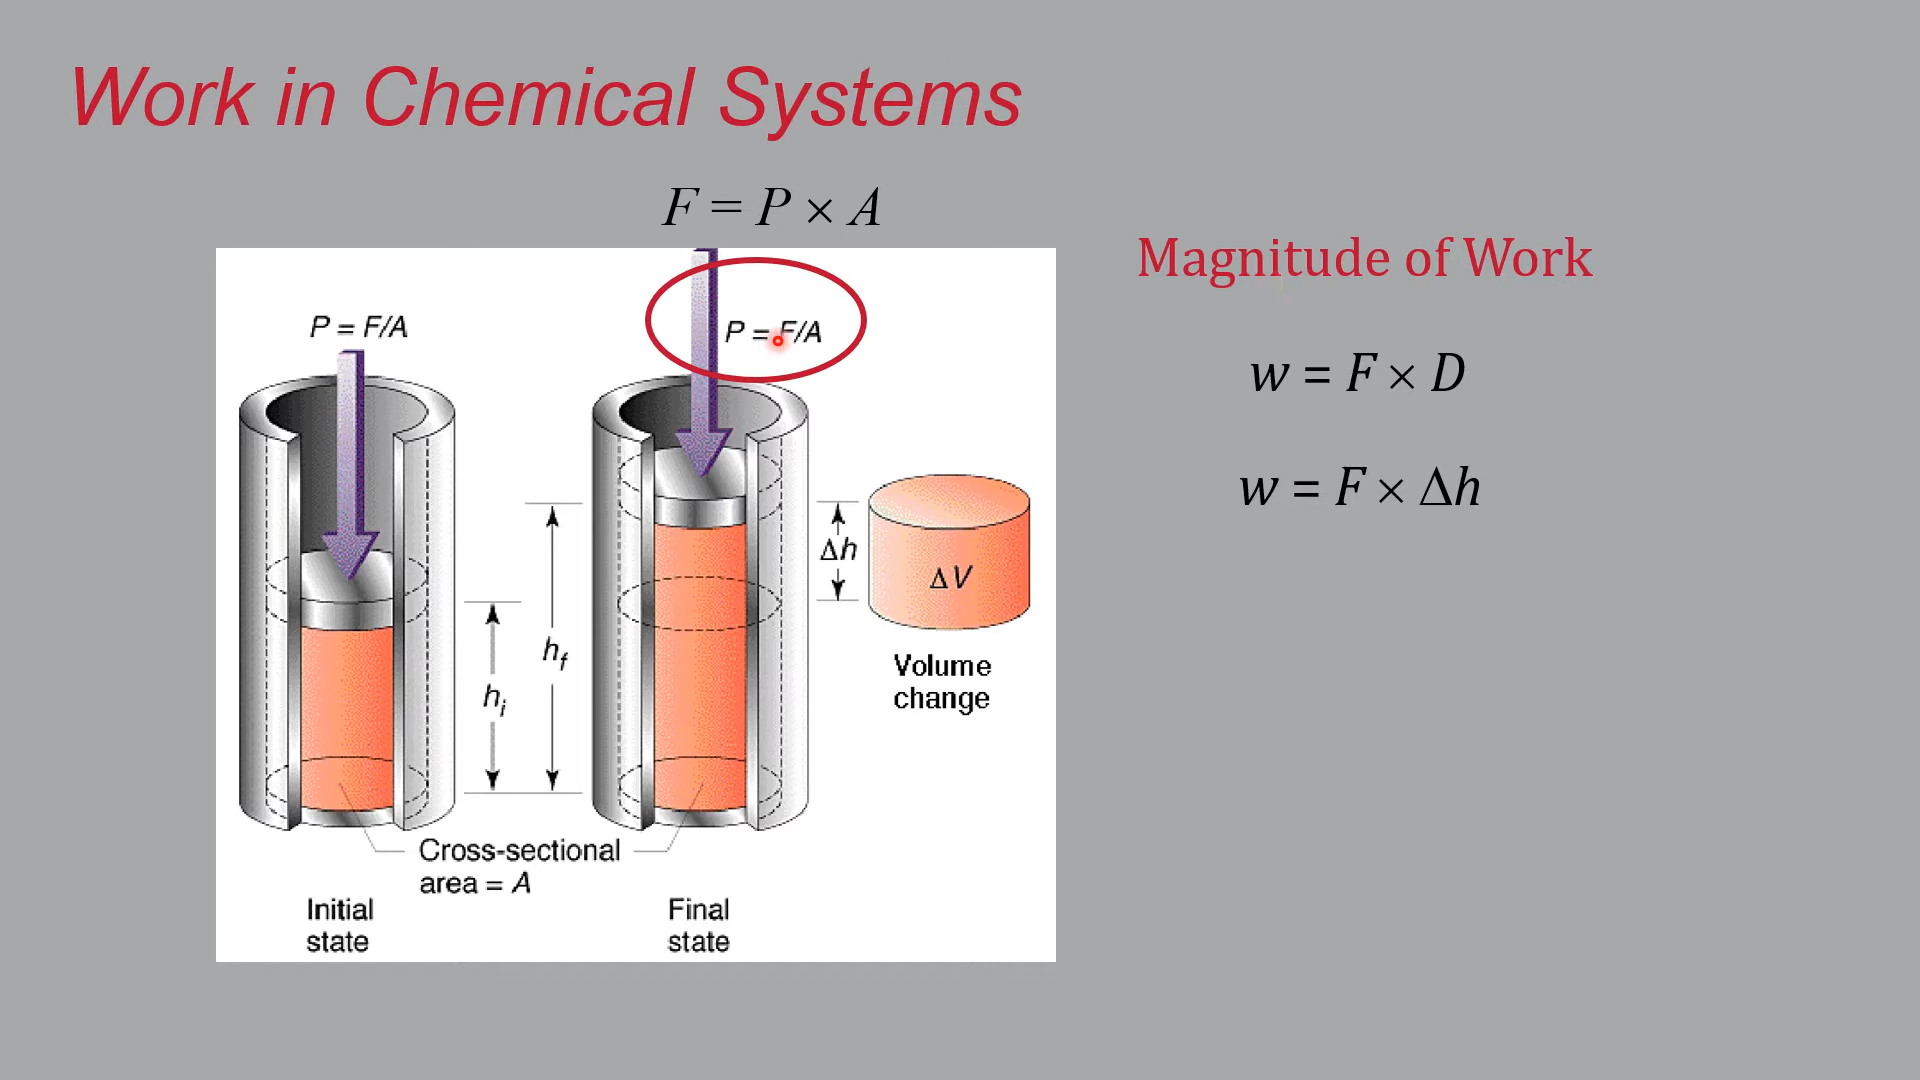 Work in Chemical Systems
F = P × A
Magnitude of Work
w = F × D
w = F × Δh
P = F/A
P = F/A
Δh
ΔV
h_f
h_i
Volume
change
Cross-sectional
area = A
Initial
state
Final
state